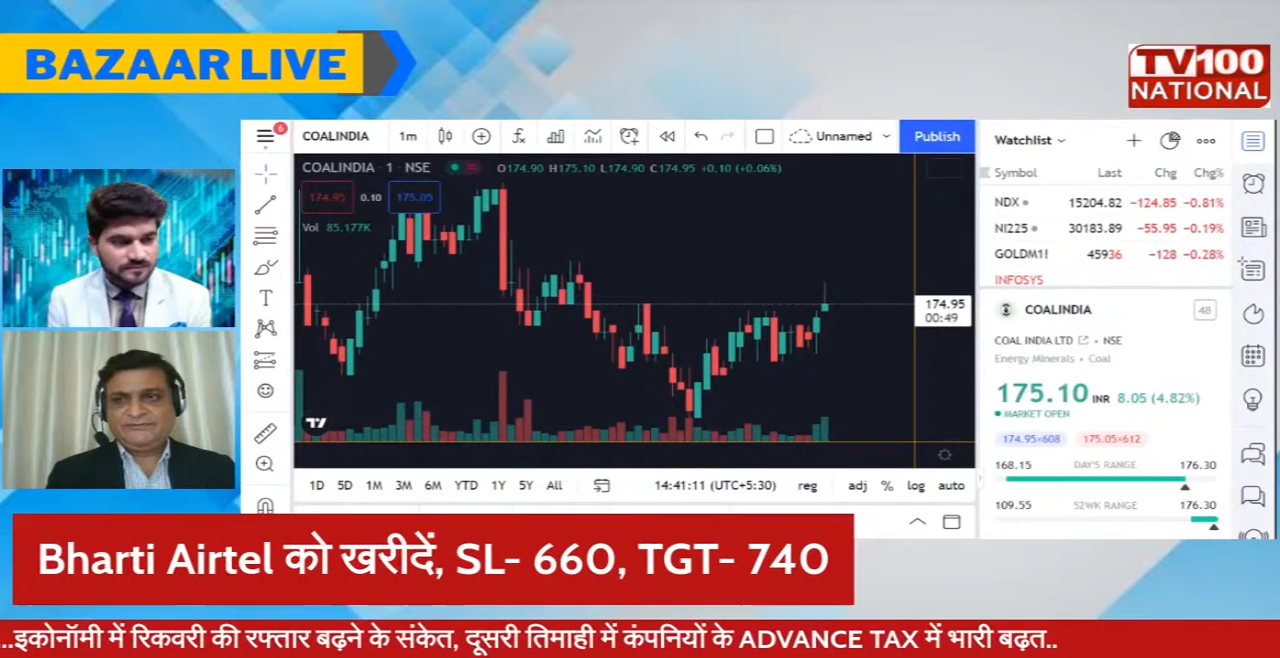 BAZAAR LIVE
TV100
NATIONAL
6
COALINDIA 1m Unnamed Publish
COALINDIA · 1 · NSE O174.90 H175.10 L174.90 C174.95 +0.10 (+0.06%)
174.95 0.10 175.05
Vol 85.177K
174.95
00:49
1D 5D 1M 3M 6M YTD 1Y 5Y All 14:41:11 (UTC+5:30) reg adj % log auto
Watchlist
Symbol Last Chg Chg%
NDX 15204.82 −124.85 −0.81%
NI225 30183.89 −55.95 −0.19%
GOLDM1! 45936 −128 −0.28%
INFOSYS
COALINDIA 48
COAL INDIA LTD • NSE
Energy Minerals • Coal
175.10 INR 8.05 (4.82%)
MARKET OPEN
174.95×608 175.05×612
168.15 DAY'S RANGE 176.30
109.55 52WK RANGE 176.30
Bharti Airtel को खरीदें, SL- 660, TGT- 740
...इकोनॉमी में रिकवरी की रफ्तार बढ़ने के संकेत, दूसरी तिमाही में कंपनियों के ADVANCE TAX में भारी बढ़त..